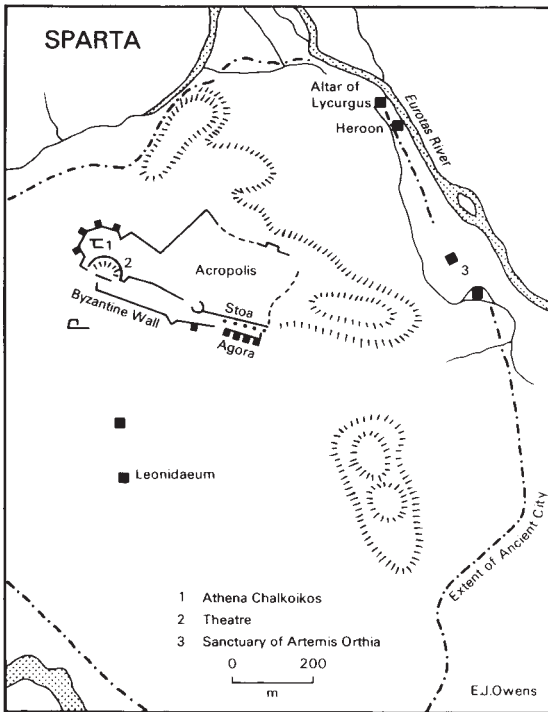 SPARTA
Altar of
Lycurgus
Heroon
Eurotas River
3
1
2
Acropolis
Byzantine Wall
Stoa
Agora
Leonidaeum
Extent of Ancient City
1 Athena Chalkoikos
2 Theatre
3 Sanctuary of Artemis Orthia
0 200
m
E.J.Owens